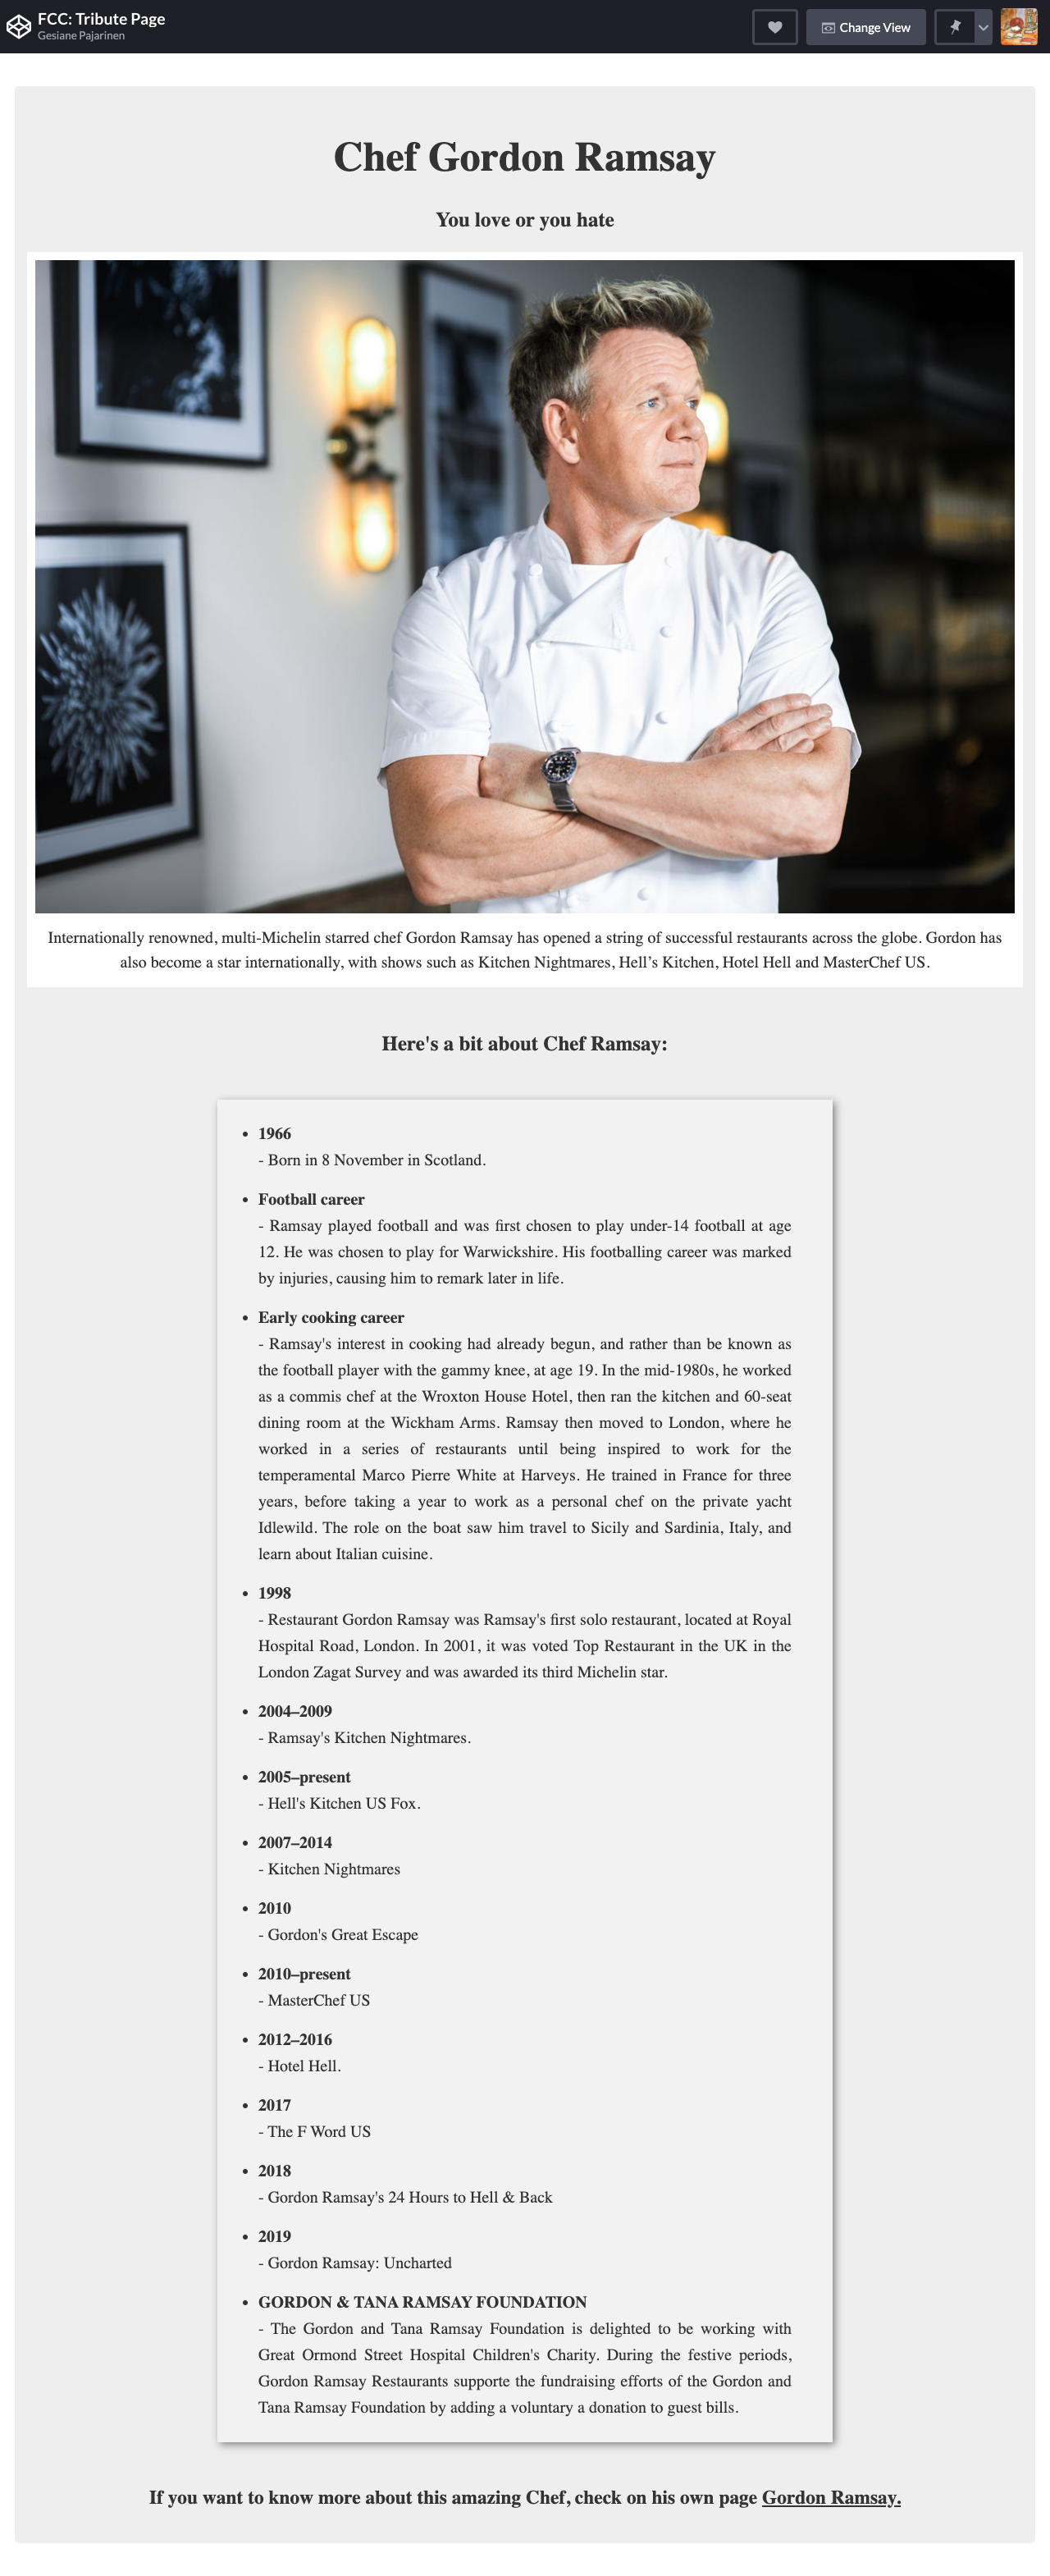 FCC: Tribute Page
Gesiane Pajarinen
Change View
Chef Gordon Ramsay
You love or you hate
Internationally renowned, multi-Michelin starred chef Gordon Ramsay has opened a string of successful restaurants across the globe. Gordon has
also become a star internationally, with shows such as Kitchen Nightmares, Hell’s Kitchen, Hotel Hell and MasterChef US.
Here's a bit about Chef Ramsay:
• 1966
- Born in 8 November in Scotland.
• Football career
- Ramsay played football and was first chosen to play under-14 football at age
12. He was chosen to play for Warwickshire. His footballing career was marked
by injuries, causing him to remark later in life.
• Early cooking career
- Ramsay's interest in cooking had already begun, and rather than be known as
the football player with the gammy knee, at age 19. In the mid-1980s, he worked
as a commis chef at the Wroxton House Hotel, then ran the kitchen and 60-seat
dining room at the Wickham Arms. Ramsay then moved to London, where he
worked in a series of restaurants until being inspired to work for the
temperamental Marco Pierre White at Harveys. He trained in France for three
years, before taking a year to work as a personal chef on the private yacht
Idlewild. The role on the boat saw him travel to Sicily and Sardinia, Italy, and
learn about Italian cuisine.
• 1998
- Restaurant Gordon Ramsay was Ramsay's first solo restaurant, located at Royal
Hospital Road, London. In 2001, it was voted Top Restaurant in the UK in the
London Zagat Survey and was awarded its third Michelin star.
• 2004–2009
- Ramsay's Kitchen Nightmares.
• 2005–present
- Hell's Kitchen US Fox.
• 2007–2014
- Kitchen Nightmares
• 2010
- Gordon's Great Escape
• 2010–present
- MasterChef US
• 2012–2016
- Hotel Hell.
• 2017
- The F Word US
• 2018
- Gordon Ramsay's 24 Hours to Hell & Back
• 2019
- Gordon Ramsay: Uncharted
• GORDON & TANA RAMSAY FOUNDATION
- The Gordon and Tana Ramsay Foundation is delighted to be working with
Great Ormond Street Hospital Children's Charity. During the festive periods,
Gordon Ramsay Restaurants supporte the fundraising efforts of the Gordon and
Tana Ramsay Foundation by adding a voluntary a donation to guest bills.
If you want to know more about this amazing Chef, check on his own page Gordon Ramsay.